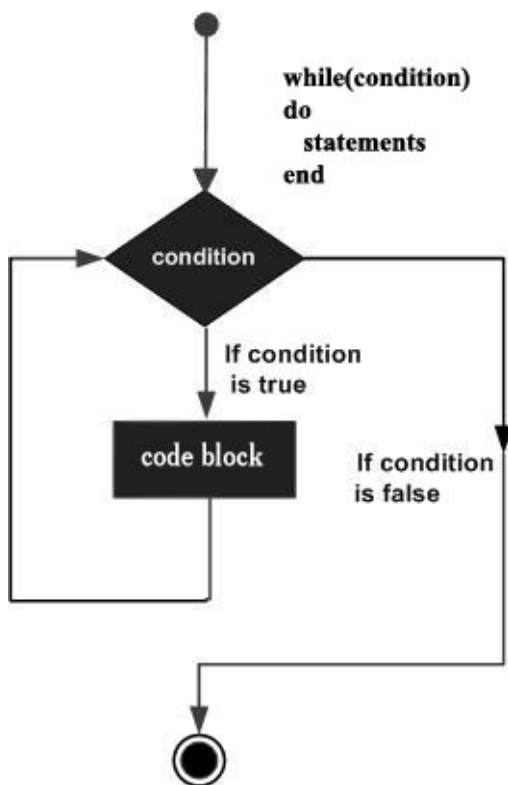 while(condition)
do
statements
end
condition
If condition
is true
code block
If condition
is false